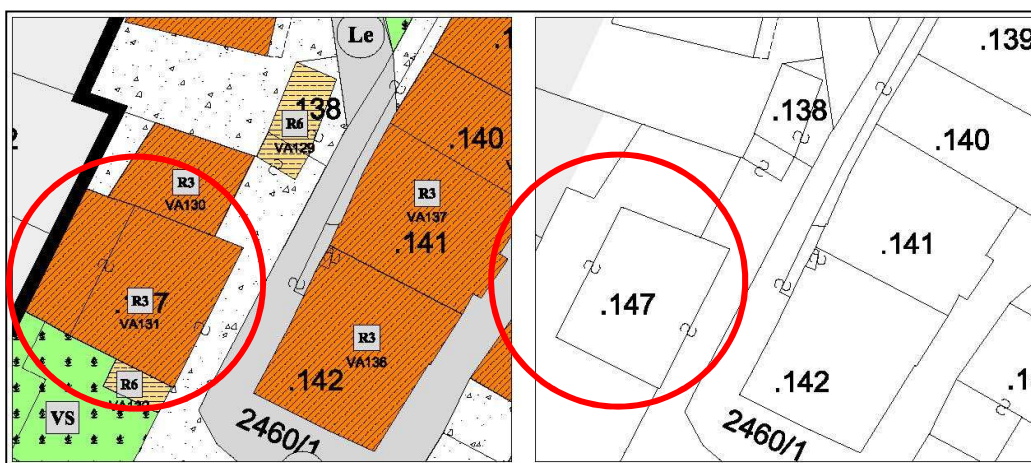 Le
.138
R6
VA129
.140
R3
VA130
R3
VA137
.141
R3
VA131
R3
VA136
R6
.142
VS
2460/1
.139
.138
.140
.141
.147
.142
2460/1